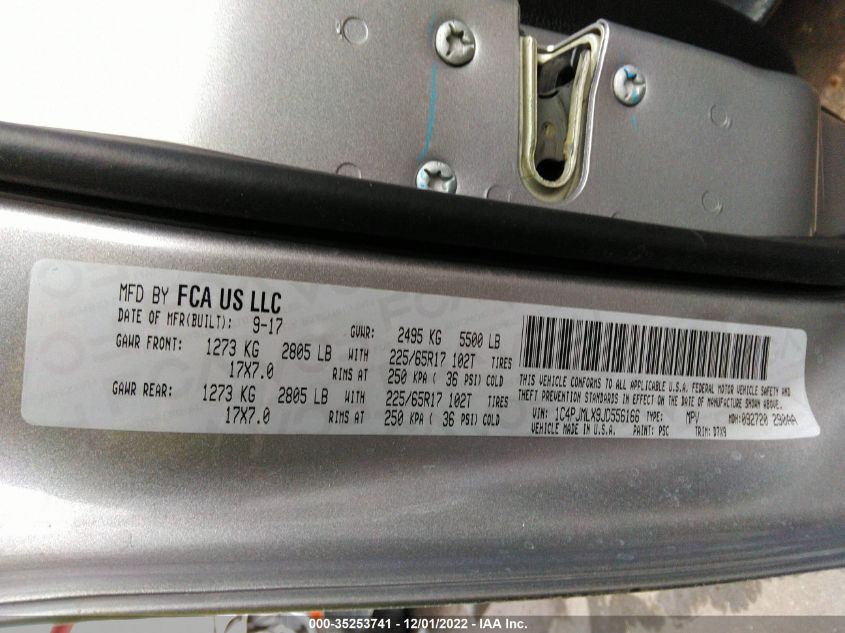 MFD BY FCA US LLC
DATE OF MFR(BUILT): 9-17 GVWR: 2495 KG 5500 LB
GAWR FRONT: 1273 KG 2805 LB WITH 225/65R17 102T TIRES
17X7.0 RIMS AT 250 KPA ( 36 PSI) COLD
GAWR REAR: 1273 KG 2805 LB WITH 225/65R17 102T TIRES
17X7.0 RIMS AT 250 KPA ( 36 PSI) COLD
THIS VEHICLE CONFORMS TO ALL APPLICABLE U.S.A. FEDERAL MOTOR VEHICLE SAFETY AND
THEFT PREVENTION STANDARDS IN EFFECT ON THE DATE OF MANUFACTURE SHOWN ABOVE.
VIN: 1C4PJMLX9JD556166 TYPE: MPV MDH:092720 290AA
VEHICLE MADE IN U.S.A. PAINT: PSC TRIM: D7X9
000-35253741 - 12/01/2022 - IAA Inc.